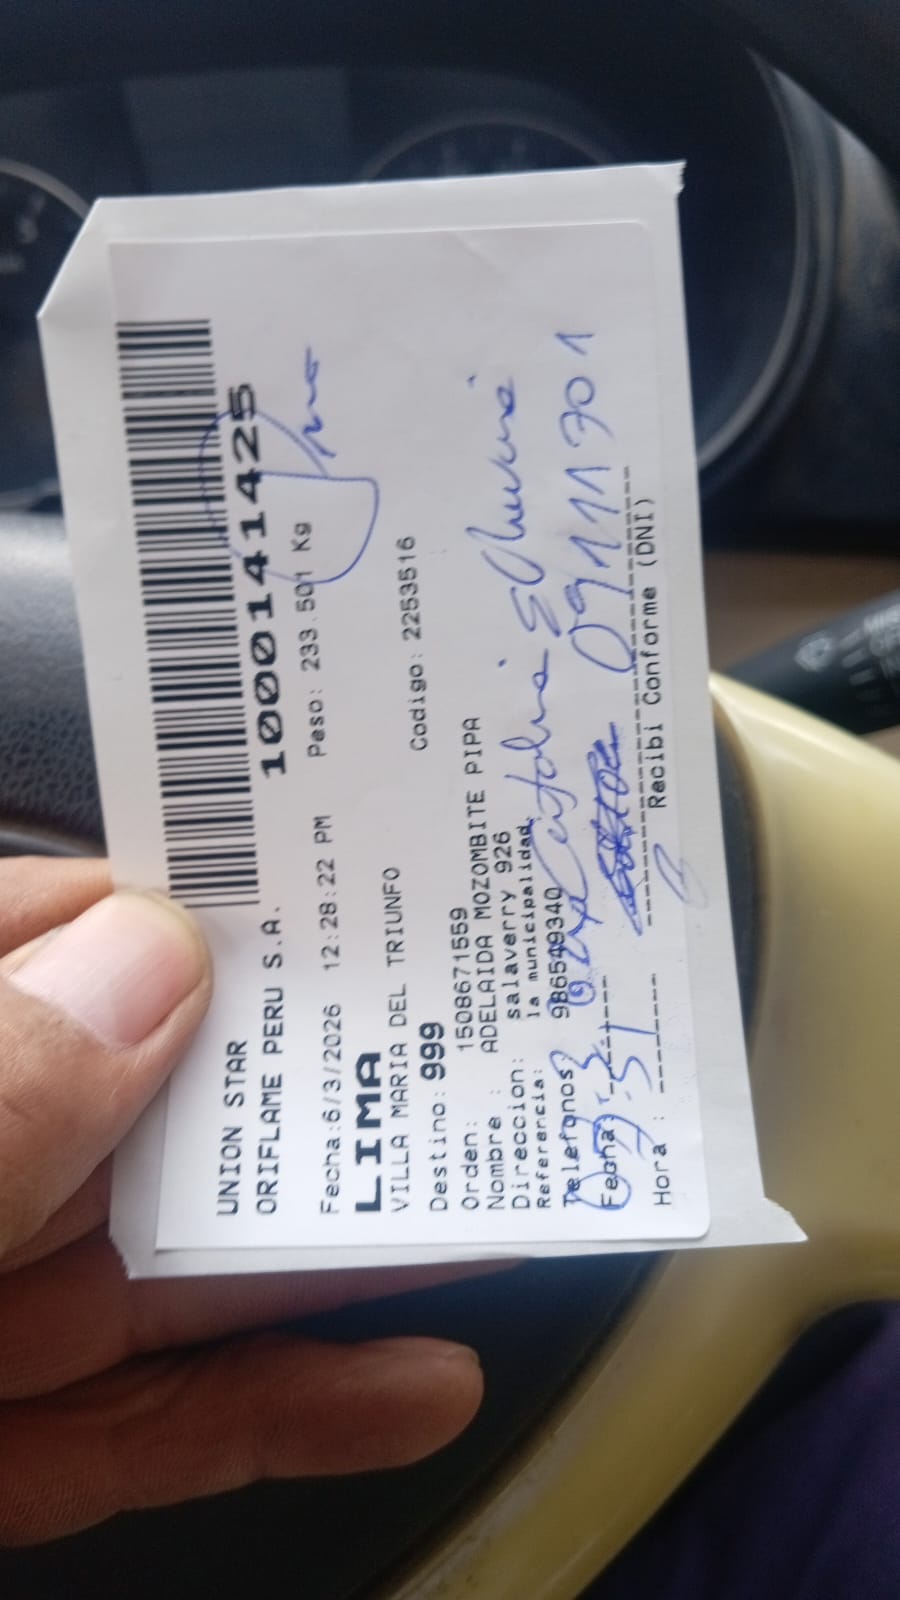 UNION STAR
ORIFLAME PERU S.A.
1000141425
Fecha:6/3/2026 12:28:22 PM Peso: 233.501 Kg
LIMA
VILLA MARIA DEL TRIUNFO
Destino: 999 Codigo: 2253516
Orden: 1508671559
Nombre : ADELAIDA MOZOMBITE PIPA
Direccion: salaverry 926
Referencia: la municipalidad.
Telefonos: 986549340
Fecha:
09111701
Hora :
Recibi Conforme (DNI)